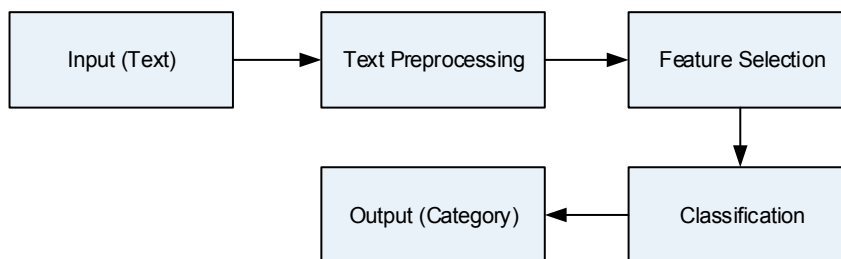 Input (Text)
Text Preprocessing
Feature Selection
Classification
Output (Category)